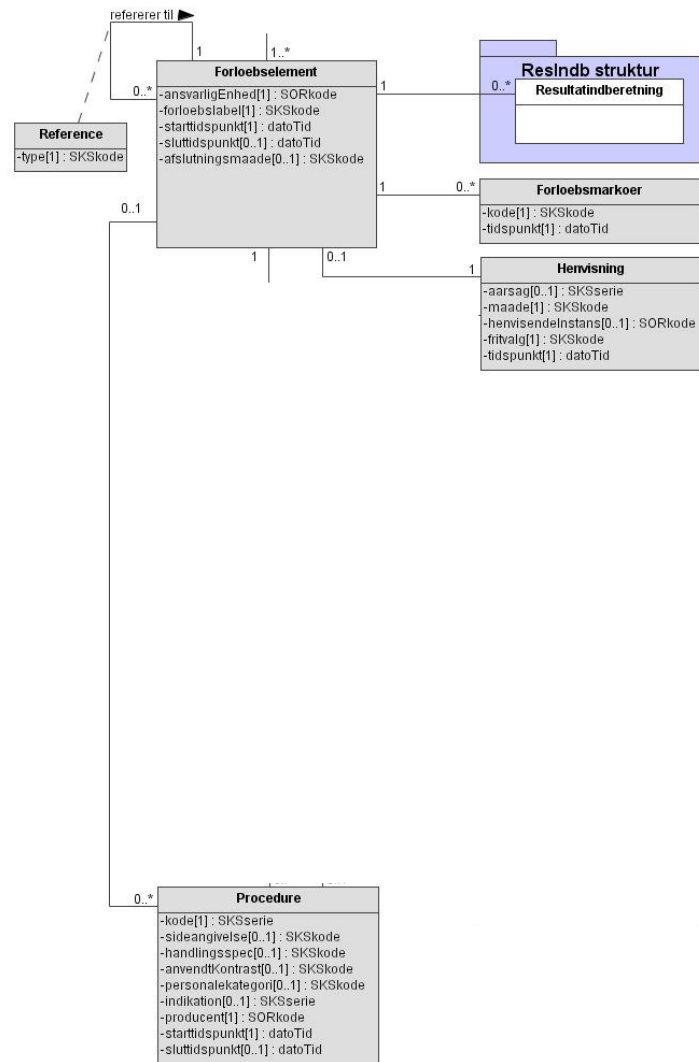 refererer til
1
1..*
0..*
Forloebselement
-ansvarligEnhed[1] : SORkode
-forloebslabel[1] : SKSkode
-starttidspunkt[1] : datoTid
-sluttidspunkt[0..1] : datoTid
-afslutningsmaade[0..1] : SKSkode
Reference
-type[1] : SKSkode
1
0..*
ResIndb struktur
Resultatindberetning
1
0..*
Forloebsmarkoer
-kode[1] : SKSkode
-tidspunkt[1] : datoTid
0..1
1
0..1
1
Henvisning
-aarsag[0..1] : SKSserie
-maade[1] : SKSkode
-henvisendeInstans[0..1] : SORkode
-fritvalg[1] : SKSkode
-tidspunkt[1] : datoTid
0..*
Procedure
-kode[1] : SKSserie
-sideangivelse[0..1] : SKSkode
-handlingsspec[0..1] : SKSkode
-anvendtKontrast[0..1] : SKSkode
-personalekategori[0..1] : SKSkode
-indikation[0..1] : SKSserie
-producent[1] : SORkode
-starttidspunkt[1] : datoTid
-sluttidspunkt[0..1] : datoTid